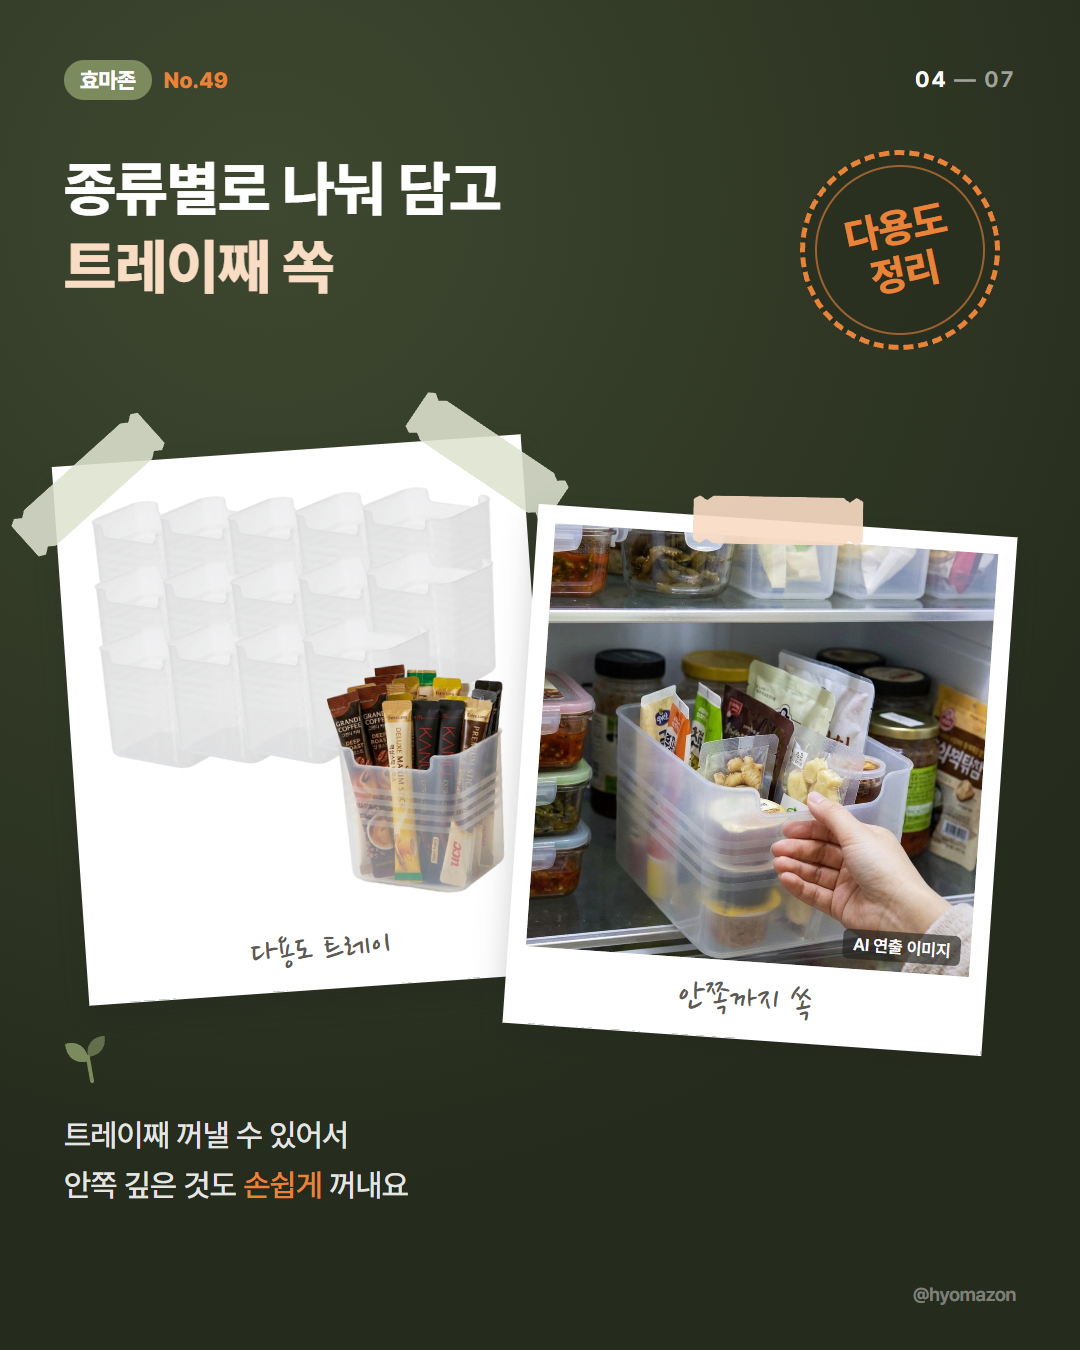 효마존 No.49
04 — 07
종류별로 나눠 담고
트레이째 쏙
다용도
정리
다용도 트레이
AI 연출 이미지
안쪽까지 쏙
트레이째 꺼낼 수 있어서
안쪽 깊은 것도 손쉽게 꺼내요
@hyomazon